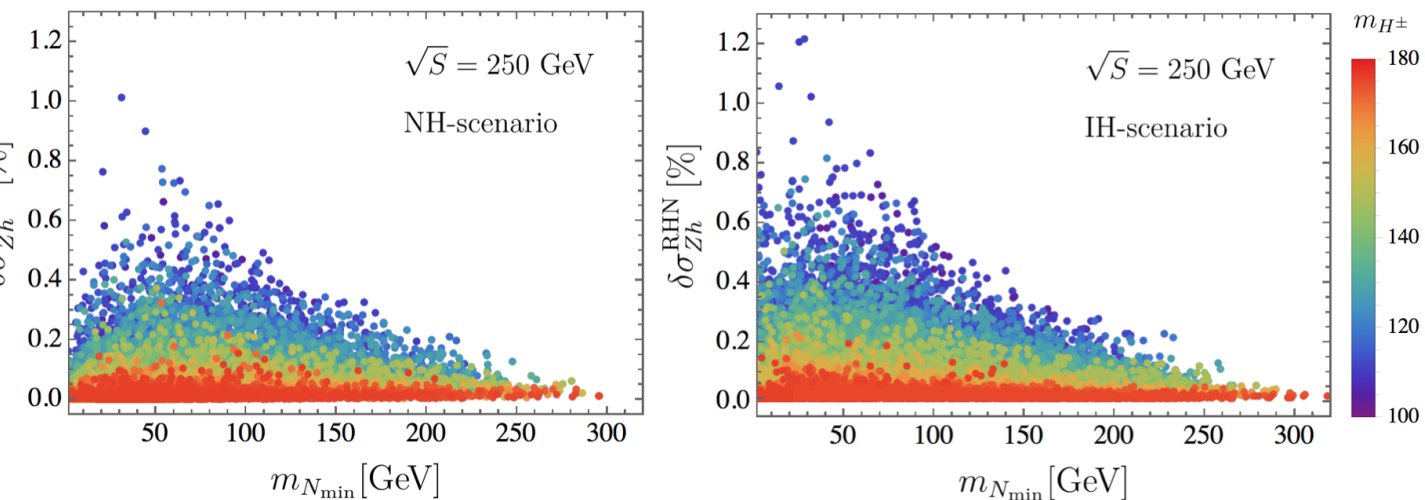 1.2
1.0
0.8
0.6
0.4
0.2
0.0
√S = 250 GeV
NH-scenario
50 100 150 200 250 300
m_{N_min} [GeV]
δσ_{Zh}^{RHN} [%]
1.2
1.0
0.8
0.6
0.4
0.2
0.0
√S = 250 GeV
IH-scenario
50 100 150 200 250 300
m_{N_min} [GeV]
m_{H^±}
180
160
140
120
100